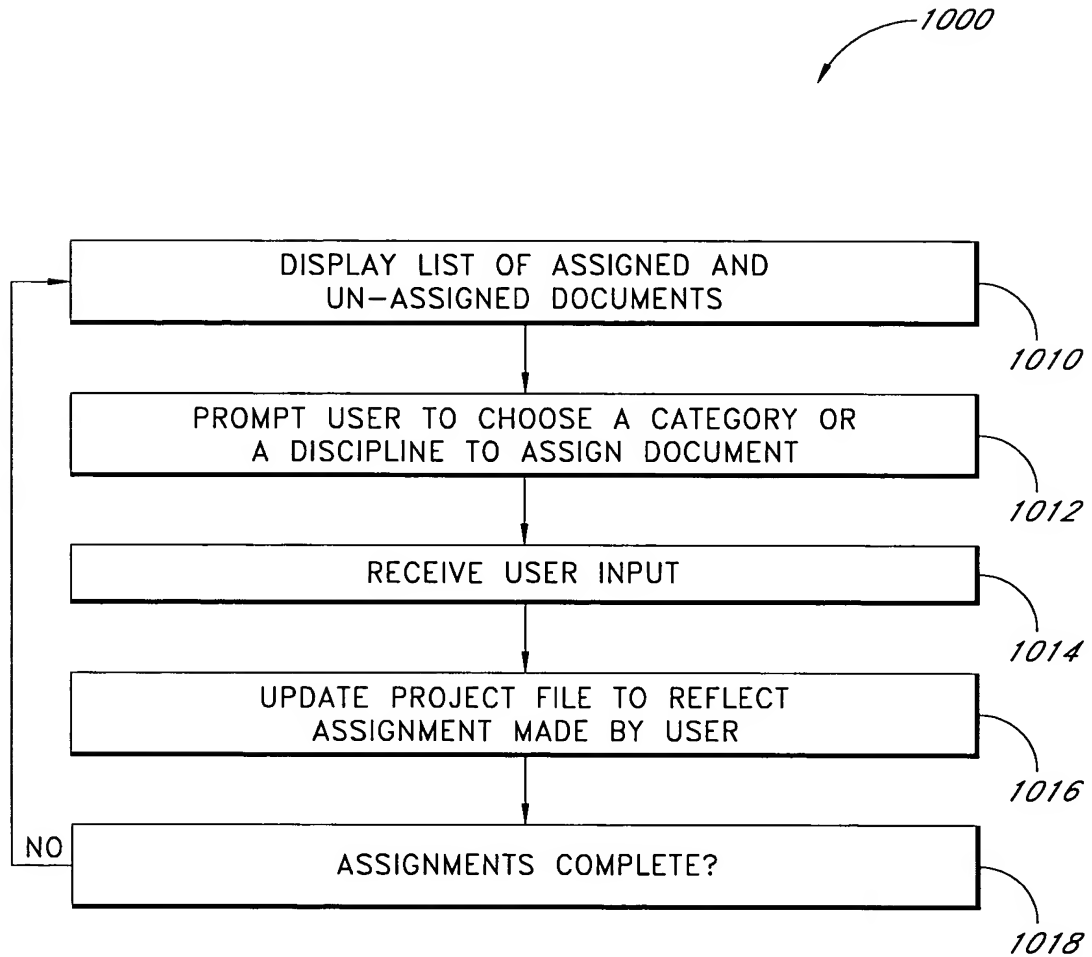 1000
DISPLAY LIST OF ASSIGNED AND
UN-ASSIGNED DOCUMENTS
1010
PROMPT USER TO CHOOSE A CATEGORY OR
A DISCIPLINE TO ASSIGN DOCUMENT
1012
RECEIVE USER INPUT
1014
UPDATE PROJECT FILE TO REFLECT
ASSIGNMENT MADE BY USER
1016
NO
ASSIGNMENTS COMPLETE?
1018